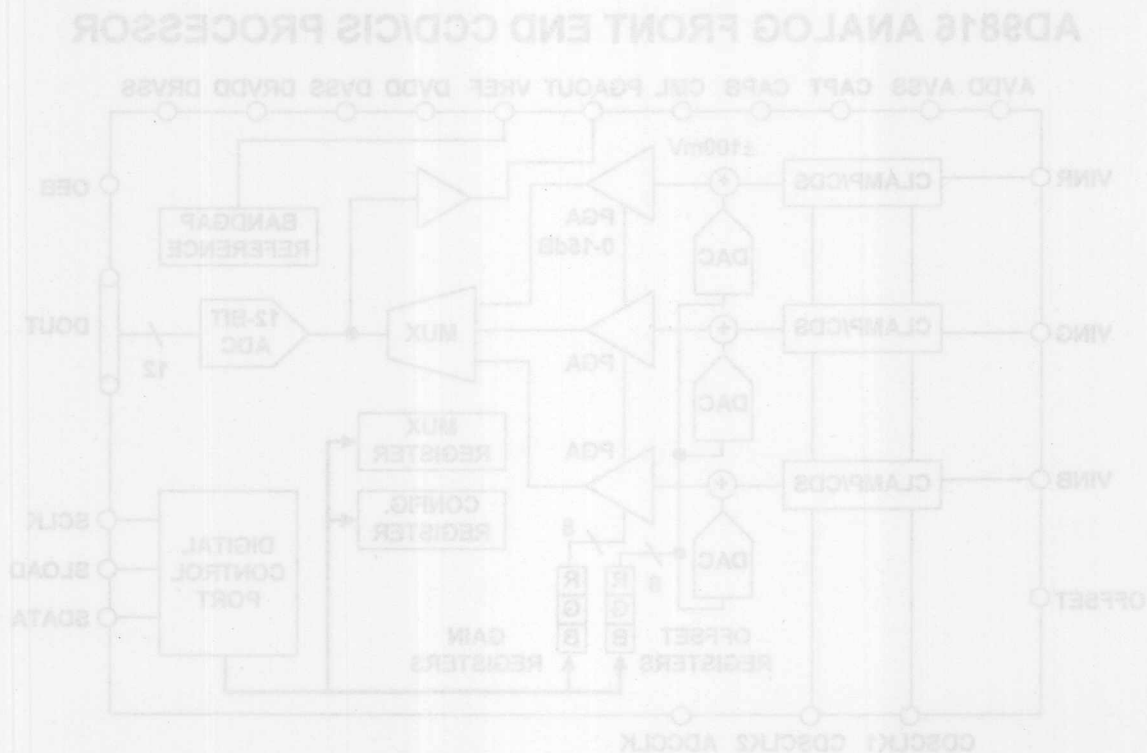 AD9816 ANALOG FRONT END CCD/CIS PROCESSOR
AVDD AVSS CAPT CAPB CML PGAOUT VREF DVDD DVSS DRVDD DRVSS
±100mV
VINR
CLAMP/CDS
PGA
0-15dB
DAC
BANDGAP
REFERENCE
OEB
VING
CLAMP/CDS
PGA
DAC
MUX
12-BIT
ADC
12
DOUT
VINB
CLAMP/CDS
PGA
DAC
MUX
REGISTER
CONFIG.
REGISTER
8
8
R
G
B
R
G
B
OFFSET
REGISTERS
GAIN
REGISTERS
DIGITAL
CONTROL
PORT
SCLK
SLOAD
SDATA
OFFSET
CDSCLK1 CDSCLK2 ADCCLK